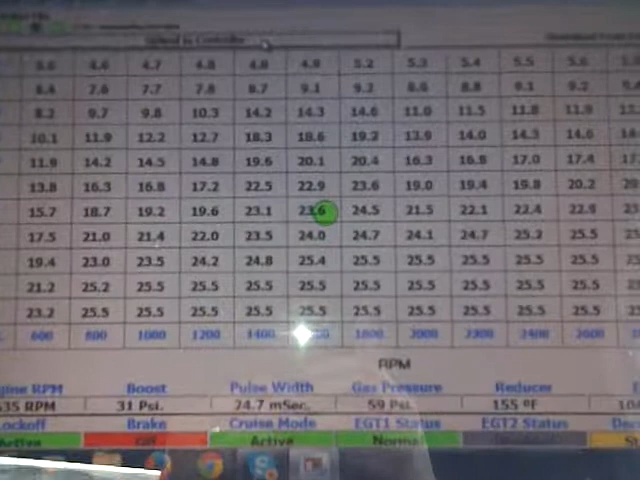 Upload to Controller
5.0 4.6 4.7 4.8 4.8 4.9 5.2 5.3 5.4 5.5 5.6
8.4 7.6 7.7 7.8 8.7 9.1 9.2 8.6 8.8 9.1 9.2
8.2 9.7 9.8 10.3 14.2 14.3 14.6 11.0 11.5 11.8 11.9
10.1 11.9 12.2 12.7 18.3 18.6 19.2 13.9 14.0 14.3 14.6
11.9 14.2 14.5 14.8 19.6 20.1 20.4 16.3 16.8 17.0 17.4
13.8 16.3 16.8 17.2 22.5 22.9 23.6 19.0 19.4 19.8 20.2
15.7 18.7 19.2 19.6 23.1 23.6 24.5 21.5 22.1 22.4 22.9
17.5 21.0 21.4 22.0 23.5 24.0 24.7 24.1 24.7 25.2 25.5
19.4 23.0 23.5 24.2 24.8 25.4 25.5 25.5 25.5 25.5 25.5
21.2 25.2 25.5 25.5 25.5 25.5 25.5 25.5 25.5 25.5 25.5
23.2 25.5 25.5 25.5 25.5 25.5 25.5 25.5 25.5 25.5 25.5
600 800 1000 1200 1400 1800 2000 2200 2400 2600
RPM
RPM Boost Pulse Width Gas Pressure Reducer
635 RPM 31 Psi. 24.7 mSec. 59 Psi. 155 ºF
Brake Cruise Mode EGT1 Status EGT2 Status
Active Off Active Normal